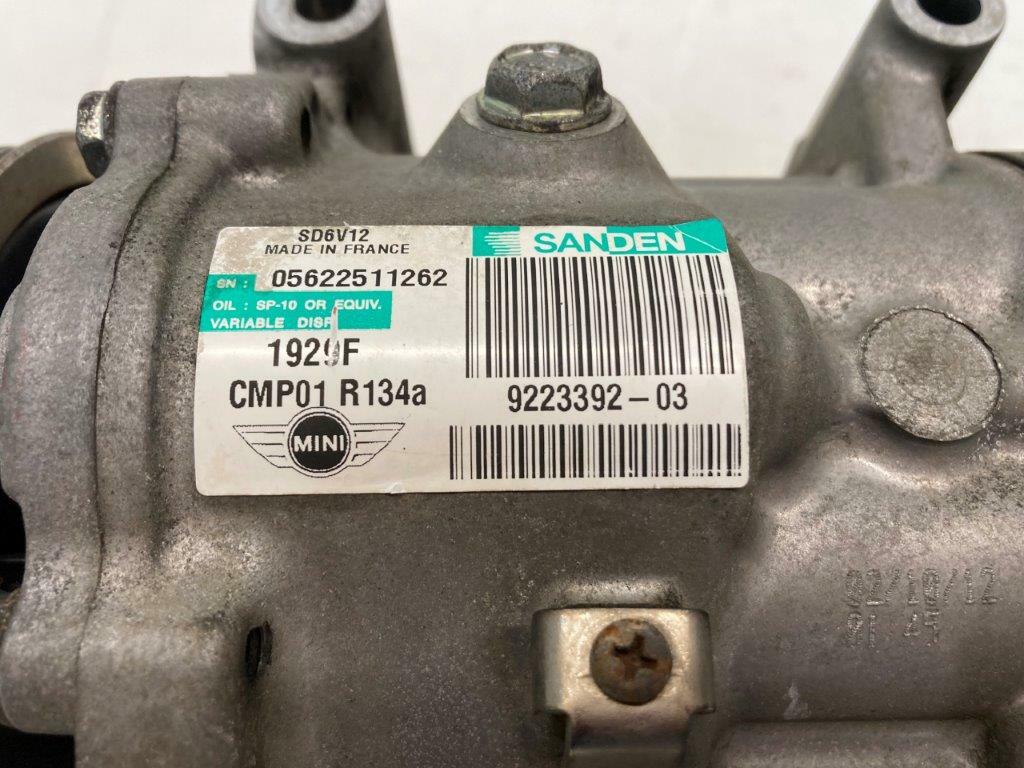 SD6V12
MADE IN FRANCE
SANDEN
SN : 05622511262
OIL : SP-10 OR EQUIV.
VARIABLE DISP
1929F
CMP01 R134a
9223392-03
MINI